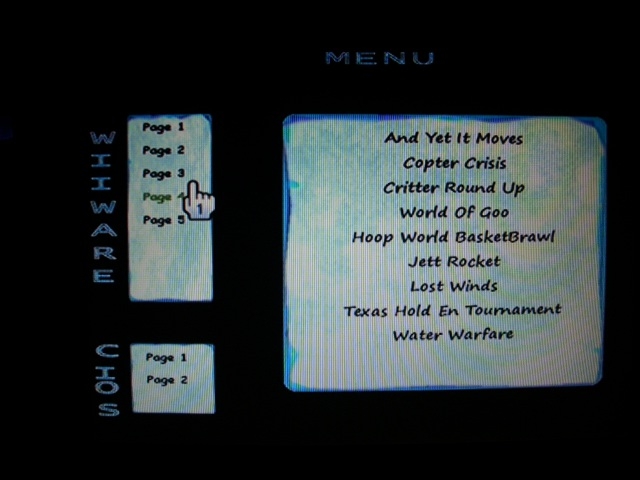 MENU
WIIWARE
Page 1
Page 2
Page 3
Page 4
Page 5
CIOS
Page 1
Page 2
And Yet It Moves
Copter Crisis
Critter Round Up
World Of Goo
Hoop World BasketBrawl
Jett Rocket
Lost Winds
Texas Hold En Tournament
Water Warfare
1